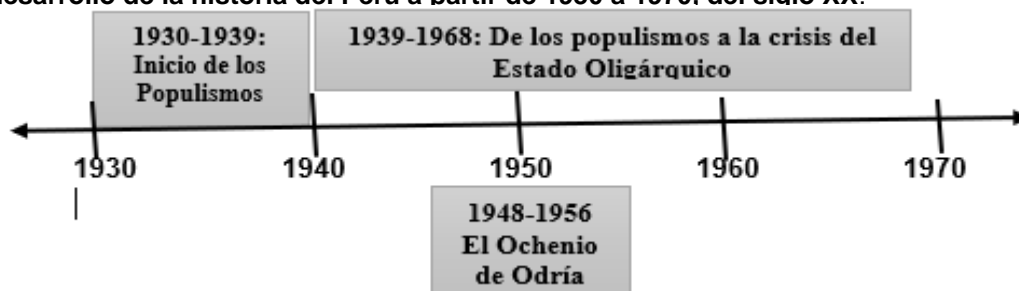 desarrollo de la historia del Perú a partir de 1930 a 1970, del siglo XX.
1930-1939:
Inicio de los
Populismos
1939-1968: De los populismos a la crisis del
Estado Oligárquico
1930 1940 1950 1960 1970
1948-1956
El Ochenio
de Odría